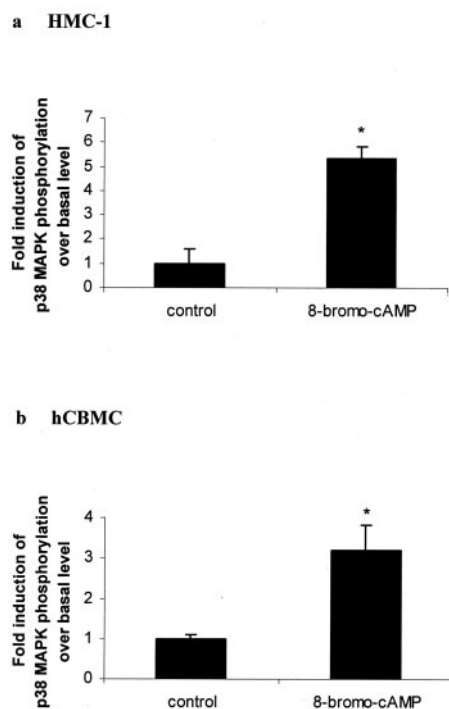 a HMC-1
Fold induction of
p38 MAPK phosphorylation
over basal level
7
6
5
4
3
2
1
0
*
control 8-bromo-cAMP
b hCBMC
Fold induction of
p38 MAPK phosphorylation
over basal level
4
3
2
1
0
*
control 8-bromo-cAMP